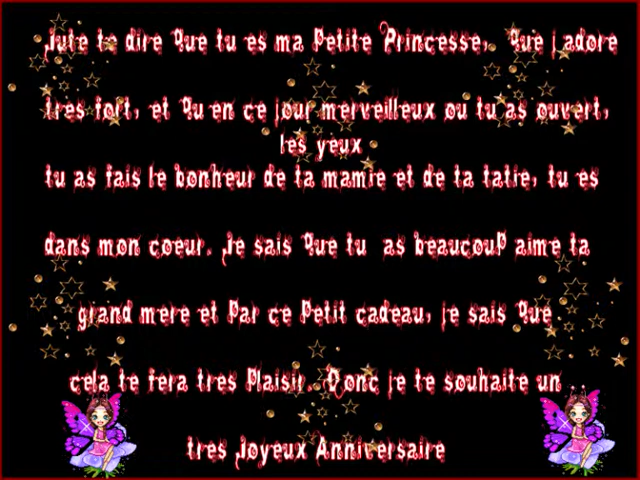 Jute te dire que tu es ma Petite Princesse, que j adore
tres fort, et qu en ce jour merveilleux ou tu as ouvert,
les yeux
tu as fais le bonheur de ta mamie et de ta tatie, tu es
dans mon coeur. Je sais que tu as beaucoup aime ta
grand mere et Par ce Petit cadeau, je sais que
cela te fera tres Plaisir. Donc je te souhaite un ...
tres Joyeux Anniversaire